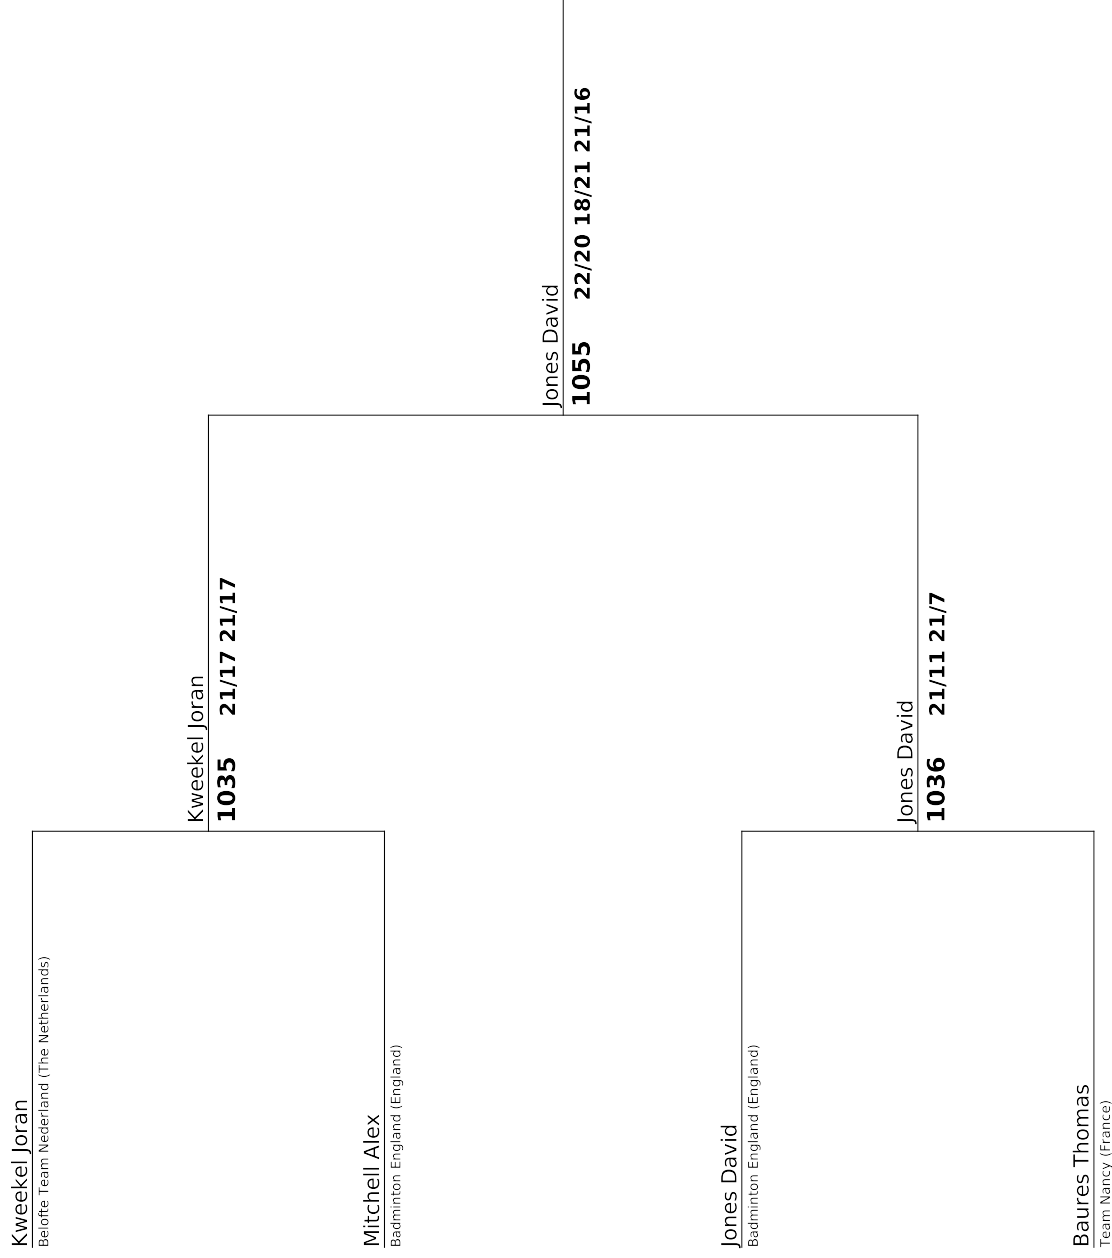 Kweekel Joran
Belofte Team Nederland (The Netherlands)
Kweekel Joran
1035 21/17 21/17
Mitchell Alex
Badminton England (England)
Jones David
1055 22/20 18/21 21/16
Jones David
Badminton England (England)
Jones David
1036 21/11 21/7
Baures Thomas
Team Nancy (France)